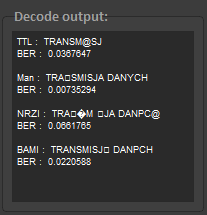 Decode output:
TTL : TRANSM@SJ
BER : 0.0367647
Man : TRA□SMISJA DANYCH
BER : 0.00735294
NRZI : TRA□�M □JA DANPC@
BER : 0.0661765
BAMI : TRANSMISJ□ DANPCH
BER : 0.0220588